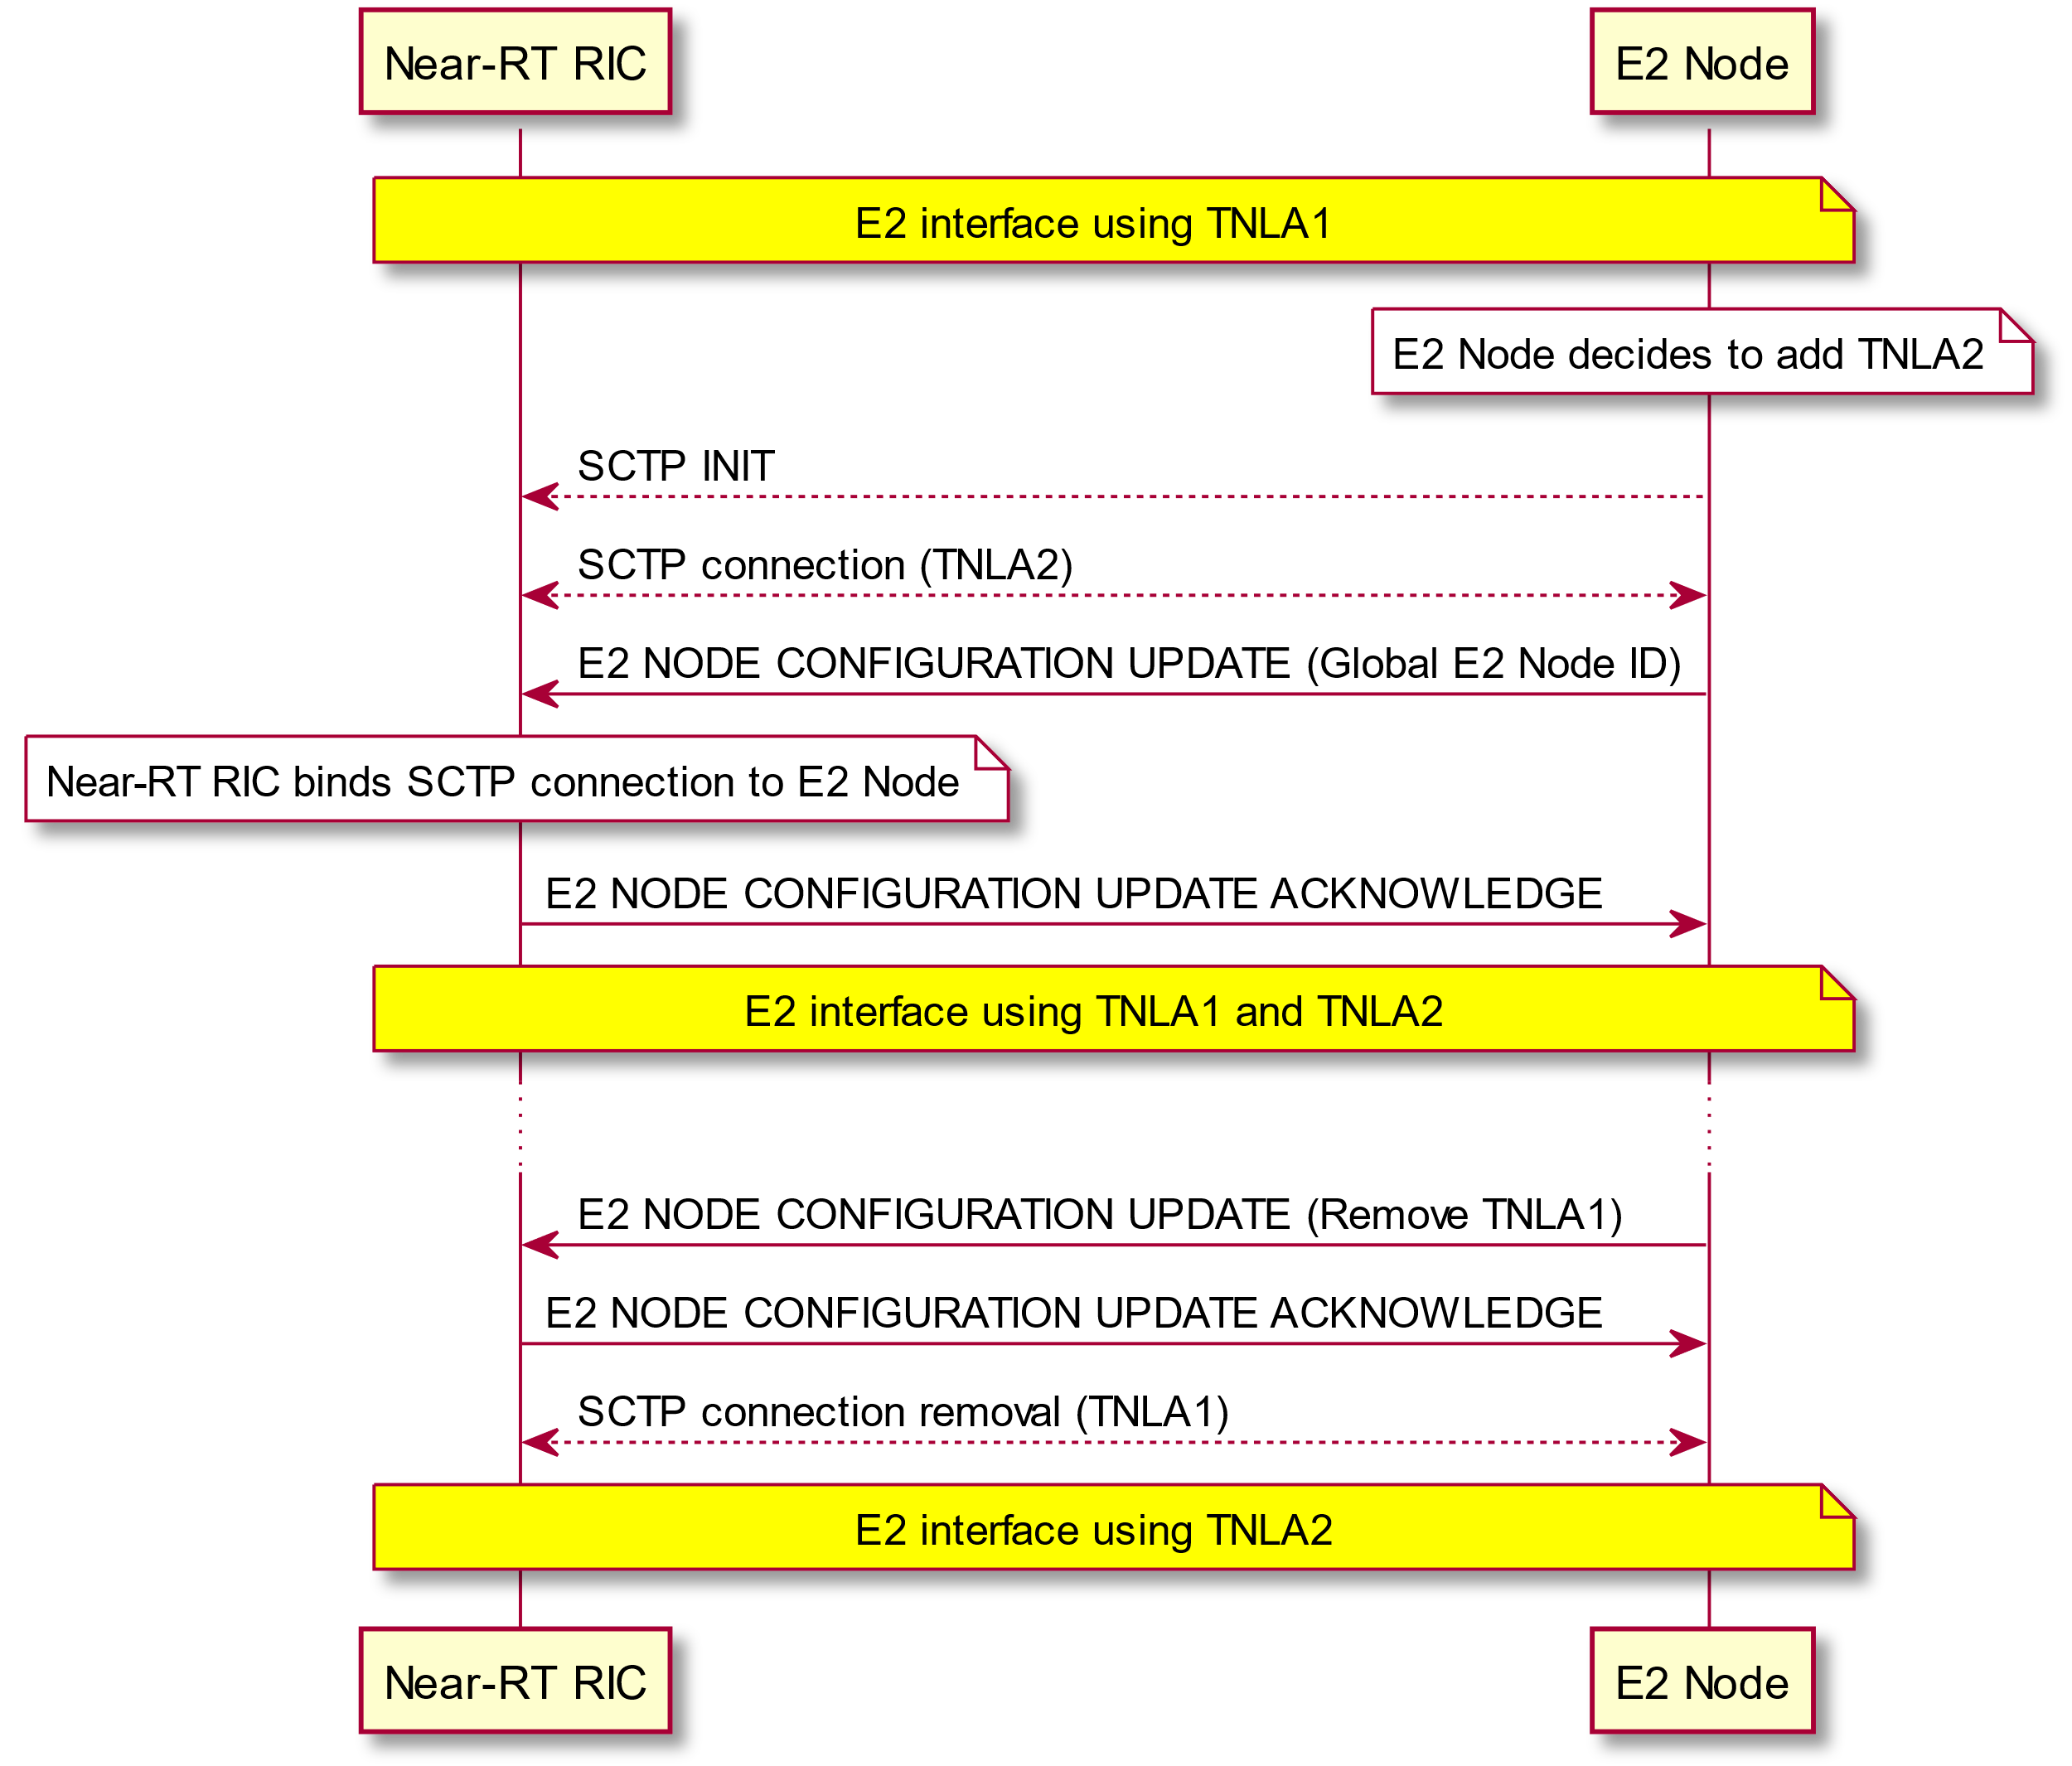 Near-RT RIC
E2 Node
E2 interface using TNLA1
E2 Node decides to add TNLA2
SCTP INIT
SCTP connection (TNLA2)
E2 NODE CONFIGURATION UPDATE (Global E2 Node ID)
Near-RT RIC binds SCTP connection to E2 Node
E2 NODE CONFIGURATION UPDATE ACKNOWLEDGE
E2 interface using TNLA1 and TNLA2
E2 NODE CONFIGURATION UPDATE (Remove TNLA1)
E2 NODE CONFIGURATION UPDATE ACKNOWLEDGE
SCTP connection removal (TNLA1)
E2 interface using TNLA2
Near-RT RIC
E2 Node